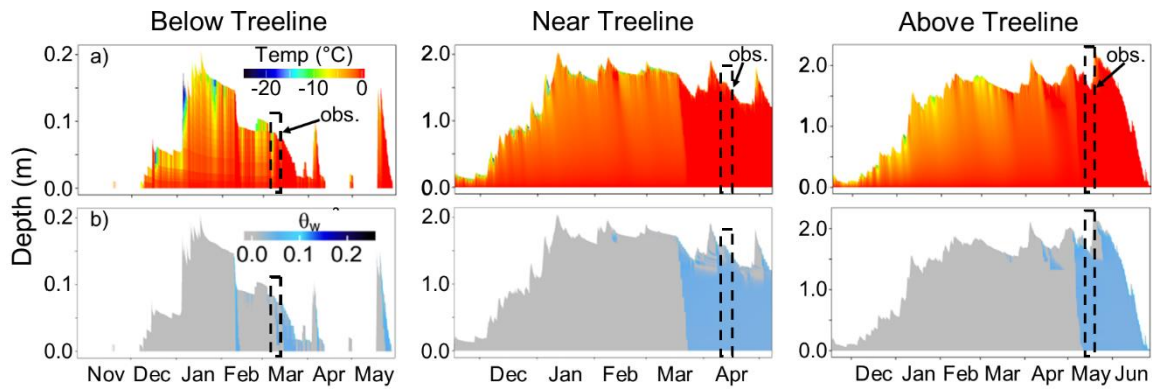 Below Treeline
Near Treeline
Above Treeline
Depth (m)
a)
Temp (°C)
-20 -10 0
obs.
0.2
0.1
0.0
obs.
2.0
1.0
0.0
obs.
2.0
1.0
0.0
b)
θw
0.0 0.1 0.2
0.2
0.1
0.0
2.0
1.0
0.0
2.0
1.0
0.0
Nov Dec Jan Feb Mar Apr May
Dec Jan Feb Mar Apr
Dec Jan Feb Mar Apr May Jun